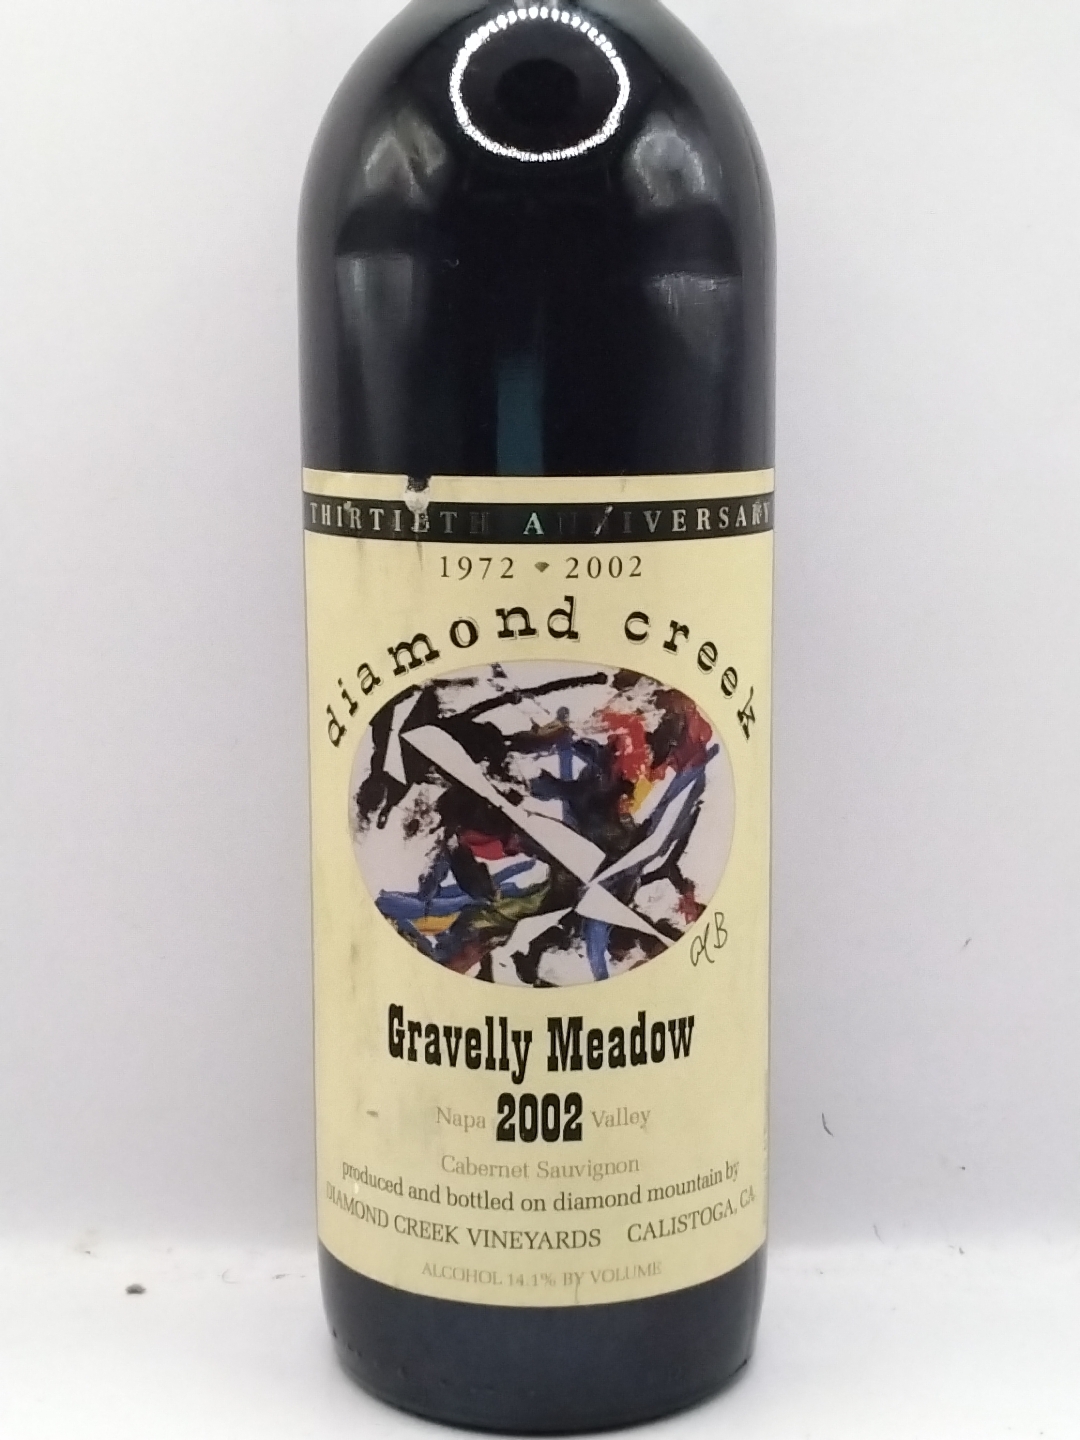 THIRTIETH ANNIVERSARY
1972 2002
diamond creek
Gravelly Meadow
Napa 2002 Valley
Cabernet Sauvignon
produced and bottled on diamond mountain by
DIAMOND CREEK VINEYARDS CALISTOGA, CA
ALCOHOL 14.1% BY VOLUME